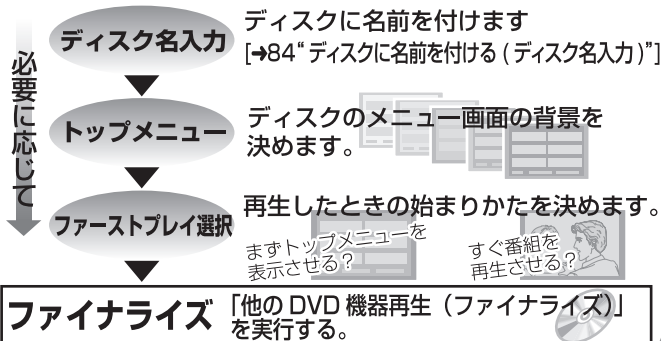 必要に応じて
ディスク名入力
ディスクに名前を付けます
[➔84“ディスクに名前を付ける(ディスク名入力)”]
トップメニュー
ディスクのメニュー画面の背景を
決めます。
ファーストプレイ選択
再生したときの始まりかたを決めます。
まずトップメニューを
表示させる?
すぐ番組を
再生させる?
ファイナライズ
「他の DVD 機器再生(ファイナライズ)」
を実行する。